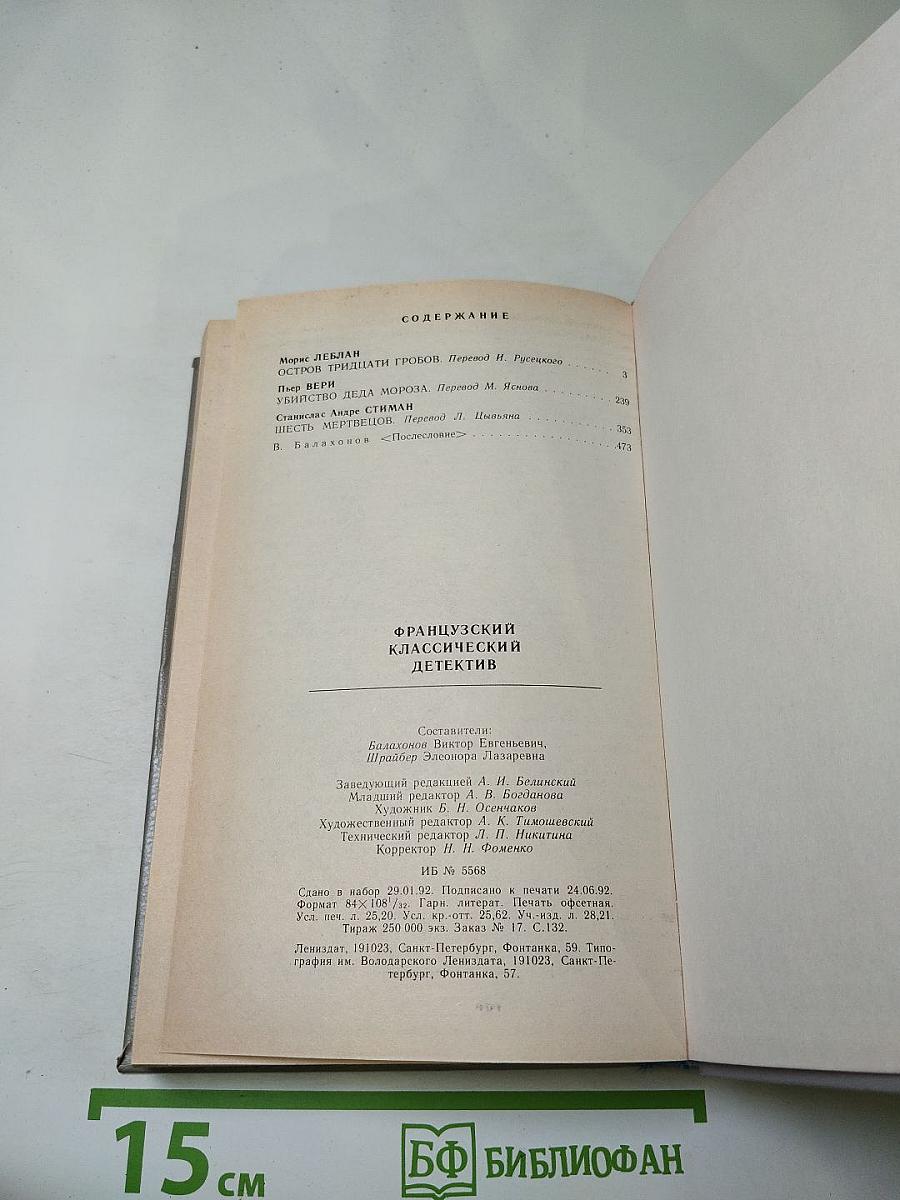 СОДЕРЖАНИЕ
Морис ЛЕБЛАН
ОСТРОВ ТРИДЦАТИ ГРОБОВ. Перевод И. Русецкого . . . . . . 3
Пьер ВЕРИ
УБИЙСТВО ДЕДА МОРОЗА. Перевод М. Яснова . . . . . . . . 239
Станислас Андре СТИМАН
ШЕСТЬ МЕРТВЕЦОВ. Перевод Л. Цывьяна . . . . . . . . . . 353
В. Балахонов <Послесловие> . . . . . . . . . . . . . . . 473
ФРАНЦУЗСКИЙ
КЛАССИЧЕСКИЙ
ДЕТЕКТИВ
Составители:
Балахонов Виктор Евгеньевич,
Шрайбер Элеонора Лазаревна
Заведующий редакцией А. И. Белинский
Младший редактор А. В. Богданова
Художник Б. Н. Осенчаков
Художественный редактор А. К. Тимошевский
Технический редактор Л. П. Никитина
Корректор Н. Н. Фоменко
ИБ № 5568
Сдано в набор 29.01.92. Подписано к печати 24.06.92.
Формат 84×108 1/32. Гарн. литерат. Печать офсетная.
Усл. печ. л. 25,20. Усл. кр.-отт. 25,62. Уч.-изд. л. 28,21.
Тираж 250 000 экз. Заказ № 17. С.132.
Лениздат, 191023, Санкт-Петербург, Фонтанка, 59. Типо-
графия им. Володарского Лениздата, 191023, Санкт-Пе-
тербург, Фонтанка, 57.
15 см
БФ БИБЛИОФАН